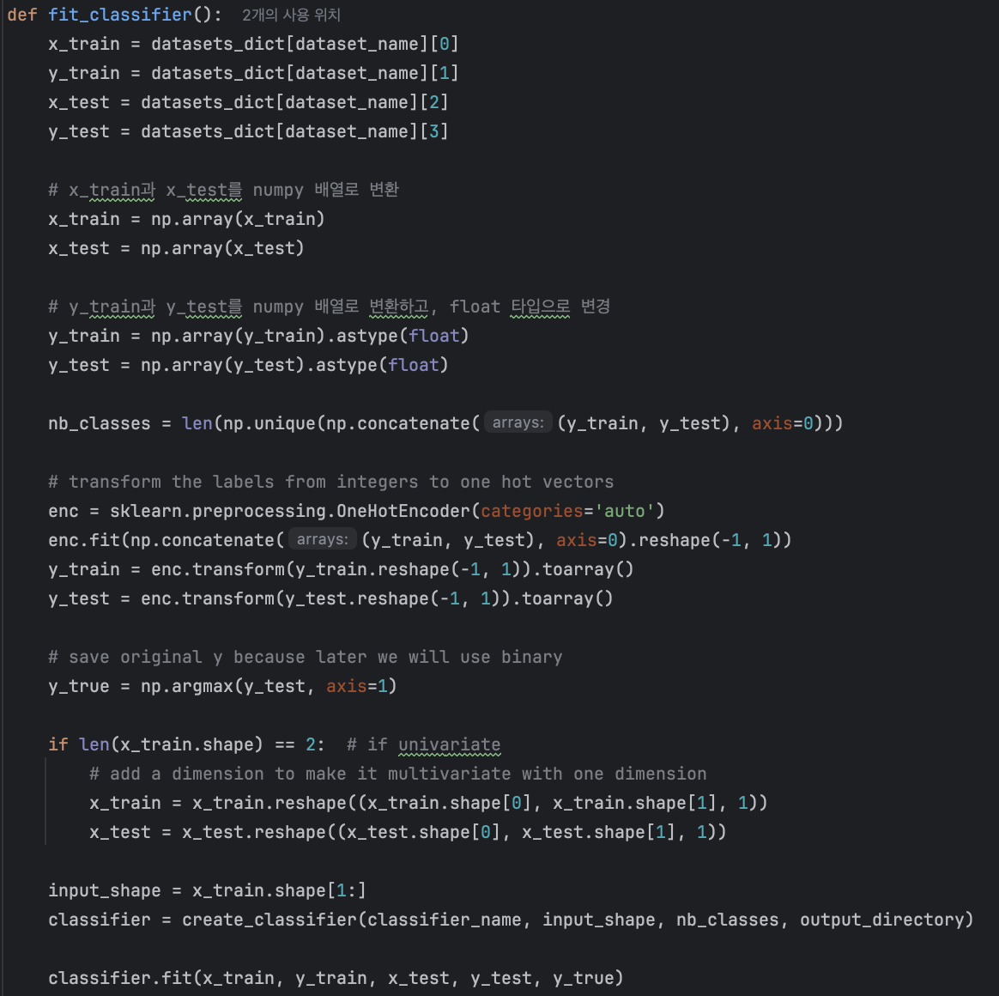 def fit_classifier():  2개의 사용 위치
    x_train = datasets_dict[dataset_name][0]
    y_train = datasets_dict[dataset_name][1]
    x_test = datasets_dict[dataset_name][2]
    y_test = datasets_dict[dataset_name][3]

    # x_train과 x_test를 numpy 배열로 변환
    x_train = np.array(x_train)
    x_test = np.array(x_test)

    # y_train과 y_test를 numpy 배열로 변환하고, float 타입으로 변경
    y_train = np.array(y_train).astype(float)
    y_test = np.array(y_test).astype(float)

    nb_classes = len(np.unique(np.concatenate( arrays: (y_train, y_test), axis=0)))

    # transform the labels from integers to one hot vectors
    enc = sklearn.preprocessing.OneHotEncoder(categories='auto')
    enc.fit(np.concatenate( arrays: (y_train, y_test), axis=0).reshape(-1, 1))
    y_train = enc.transform(y_train.reshape(-1, 1)).toarray()
    y_test = enc.transform(y_test.reshape(-1, 1)).toarray()

    # save original y because later we will use binary
    y_true = np.argmax(y_test, axis=1)

    if len(x_train.shape) == 2:  # if univariate
        # add a dimension to make it multivariate with one dimension
        x_train = x_train.reshape((x_train.shape[0], x_train.shape[1], 1))
        x_test = x_test.reshape((x_test.shape[0], x_test.shape[1], 1))

    input_shape = x_train.shape[1:]
    classifier = create_classifier(classifier_name, input_shape, nb_classes, output_directory)

    classifier.fit(x_train, y_train, x_test, y_test, y_true)